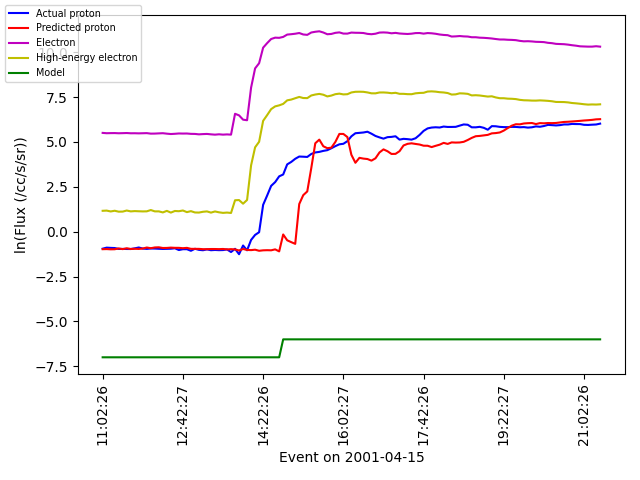 Actual proton
Predicted proton
Electron
High-energy electron
Model
10.0
7.5
5.0
2.5
0.0
−2.5
−5.0
−7.5
ln(Flux (/cc/s/sr))
11:02:26
12:42:27
14:22:26
16:02:27
17:42:26
19:22:27
21:02:26
Event on 2001-04-15